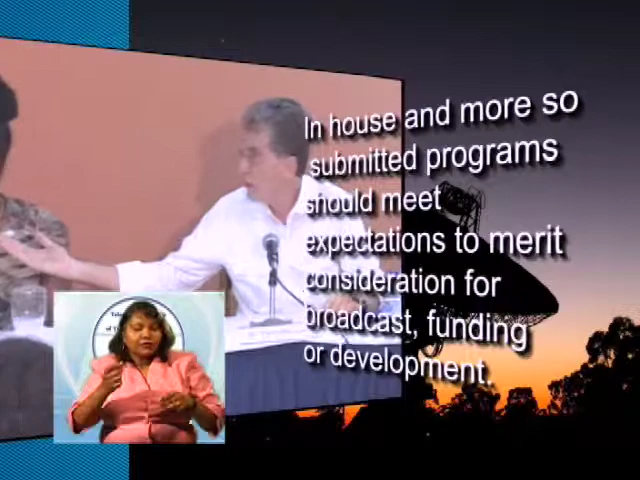 In house and more so
submitted programs
should meet
expectations to merit
consideration for
broadcast, funding
or development.